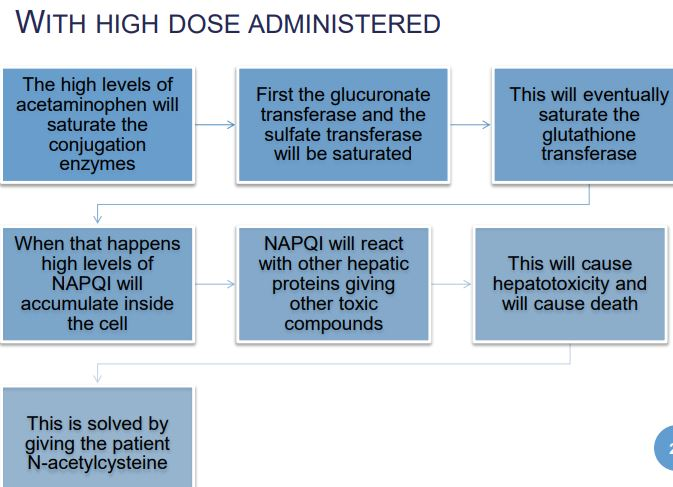 WITH HIGH DOSE ADMINISTERED
The high levels of
acetaminophen will
saturate the
conjugation
enzymes
First the glucuronate
transferase and the
sulfate transferase
will be saturated
This will eventually
saturate the
glutathione
transferase
When that happens
high levels of
NAPQI will
accumulate inside
the cell
NAPQI will react
with other hepatic
proteins giving
other toxic
compounds
This will cause
hepatotoxicity and
will cause death
This is solved by
giving the patient
N-acetylcysteine